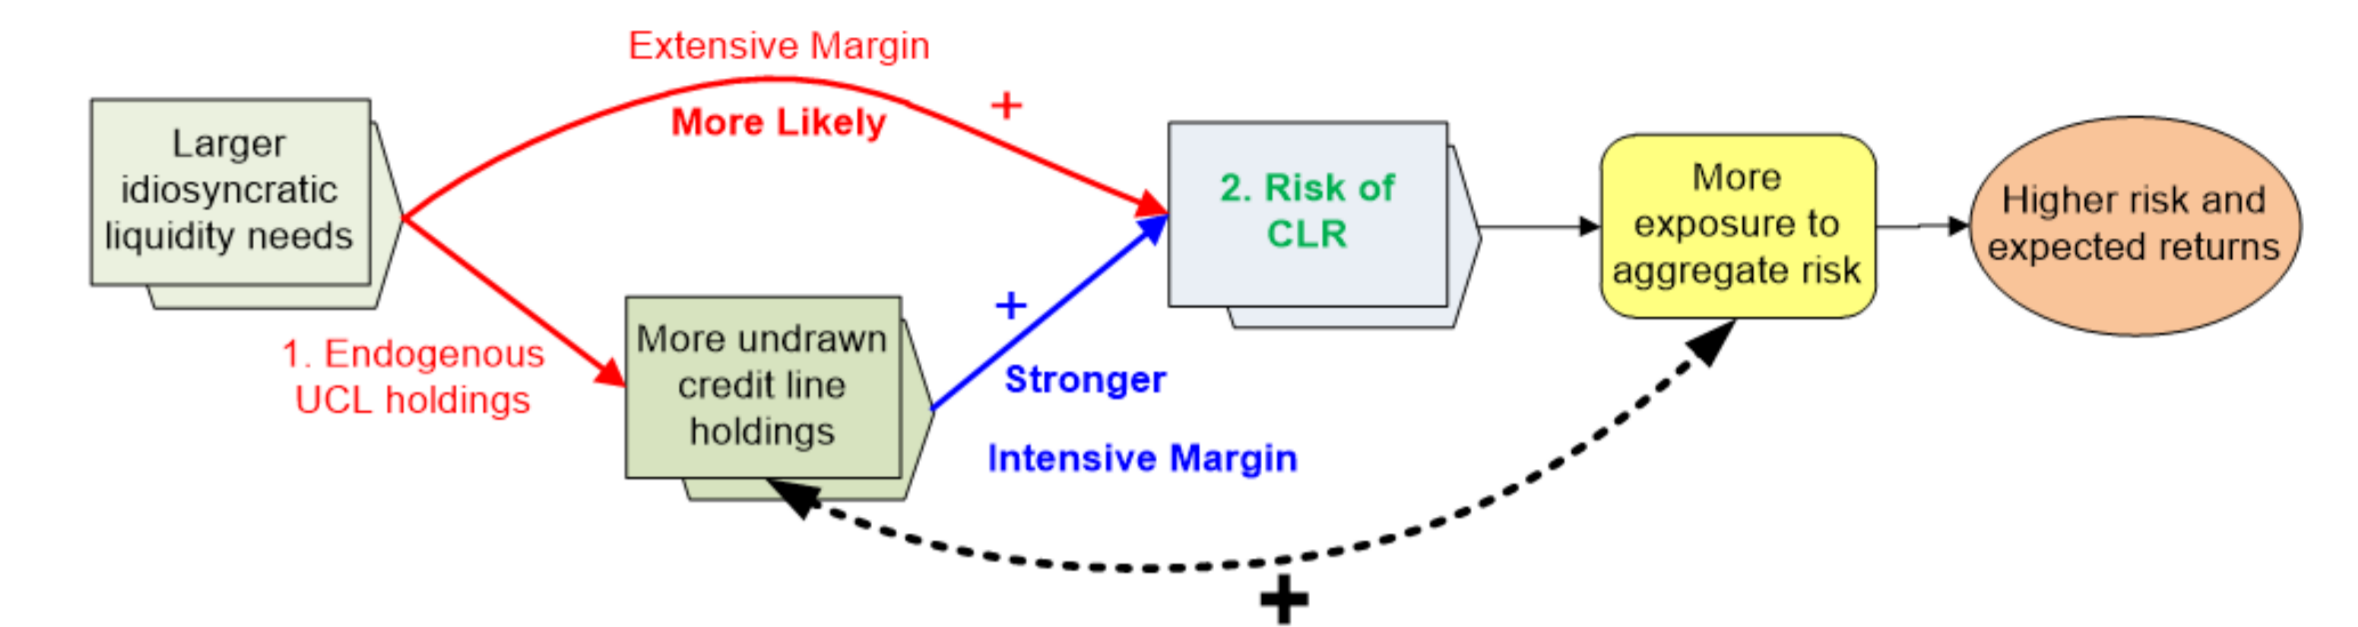 Extensive Margin
More Likely
+
Larger
idiosyncratic
liquidity needs
1. Endogenous
UCL holdings
More undrawn
credit line
holdings
+
Stronger
Intensive Margin
2. Risk of
CLR
More
exposure to
aggregate risk
Higher risk and
expected returns
+